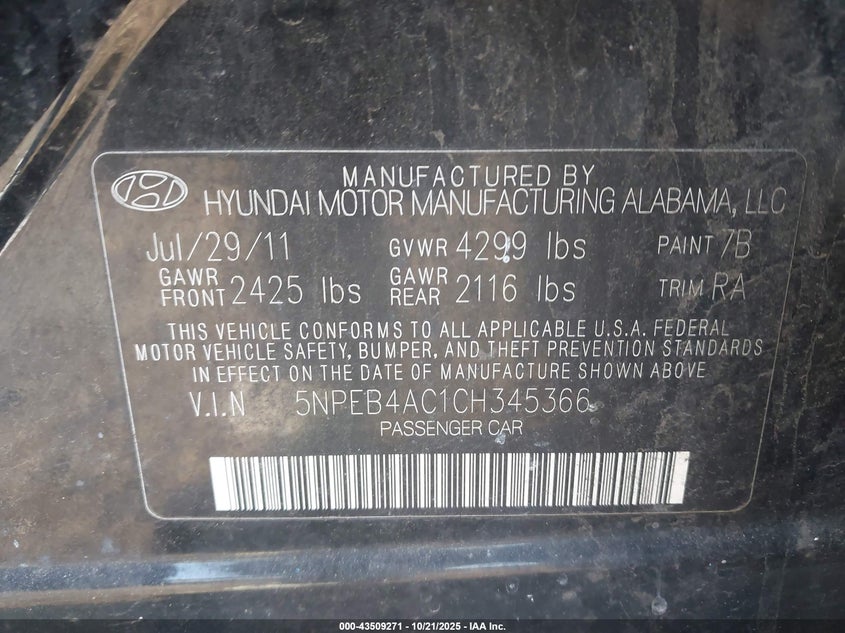 MANUFACTURED BY
HYUNDAI MOTOR MANUFACTURING ALABAMA, LLC
Jul/29/11 GVWR 4299 lbs PAINT 7B
GAWR FRONT 2425 lbs GAWR REAR 2116 lbs TRIM RA
THIS VEHICLE CONFORMS TO ALL APPLICABLE U.S.A. FEDERAL
MOTOR VEHICLE SAFETY, BUMPER, AND THEFT PREVENTION STANDARDS
IN EFFECT ON THE DATE OF MANUFACTURE SHOWN ABOVE
V.I.N 5NPEB4AC1CH345366
PASSENGER CAR
000-43509271 - 10/21/2025 - IAA Inc.